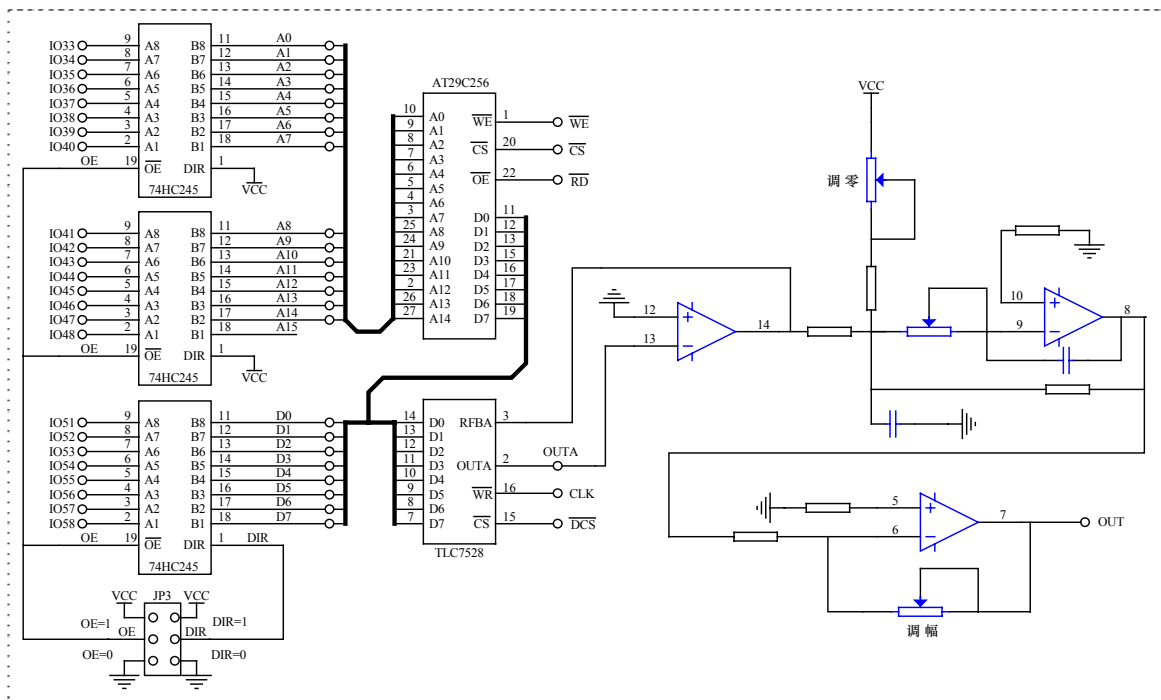 IO33 9 A8 B8 11 A0
IO34 8 A7 B7 12 A1
IO35 7 A6 B6 13 A2
IO36 6 A5 B5 14 A3
IO37 5 A4 B4 15 A4
IO38 4 A3 B3 16 A5
IO39 3 A2 B2 17 A6
IO40 2 A1 B1 18 A7
OE 19 OE DIR 1
74HC245 VCC
IO41 9 A8 B8 11 A8
IO42 8 A7 B7 12 A9
IO43 7 A6 B6 13 A10
IO44 6 A5 B5 14 A11
IO45 5 A4 B4 15 A12
IO46 4 A3 B3 16 A13
IO47 3 A2 B2 17 A14
IO48 2 A1 B1 18 A15
OE 19 OE DIR 1
74HC245 VCC
IO51 9 A8 B8 11 D0
IO52 8 A7 B7 12 D1
IO53 7 A6 B6 13 D2
IO54 6 A5 B5 14 D3
IO55 5 A4 B4 15 D4
IO56 4 A3 B3 16 D5
IO57 3 A2 B2 17 D6
IO58 2 A1 B1 18 D7
OE 19 OE DIR 1 DIR
74HC245
VCC JP3 VCC
OE=1 DIR=1
OE DIR
OE=0 DIR=0
AT29C256
10 A0
9 A1
8 A2
7 A3
6 A4
5 A5
4 A6
3 A7
25 A8
24 A9
21 A10
23 A11
2 A12
26 A13
27 A14
WE 1 WE
CS 20 CS
OE 22 RD
D0 11
D1 12
D2 13
D3 15
D4 16
D5 17
D6 18
D7 19
14 D0 RFBA 3
13 D1
12 D2
11 D3 OUTA 2 OUTA
10 D4
9 D5 WR 16 CLK
8 D6
7 D7 CS 15 DCS
TLC7528
12 +
13 −
14
VCC
调零
10 +
9 −
8
5 +
6 −
7 OUT
调幅